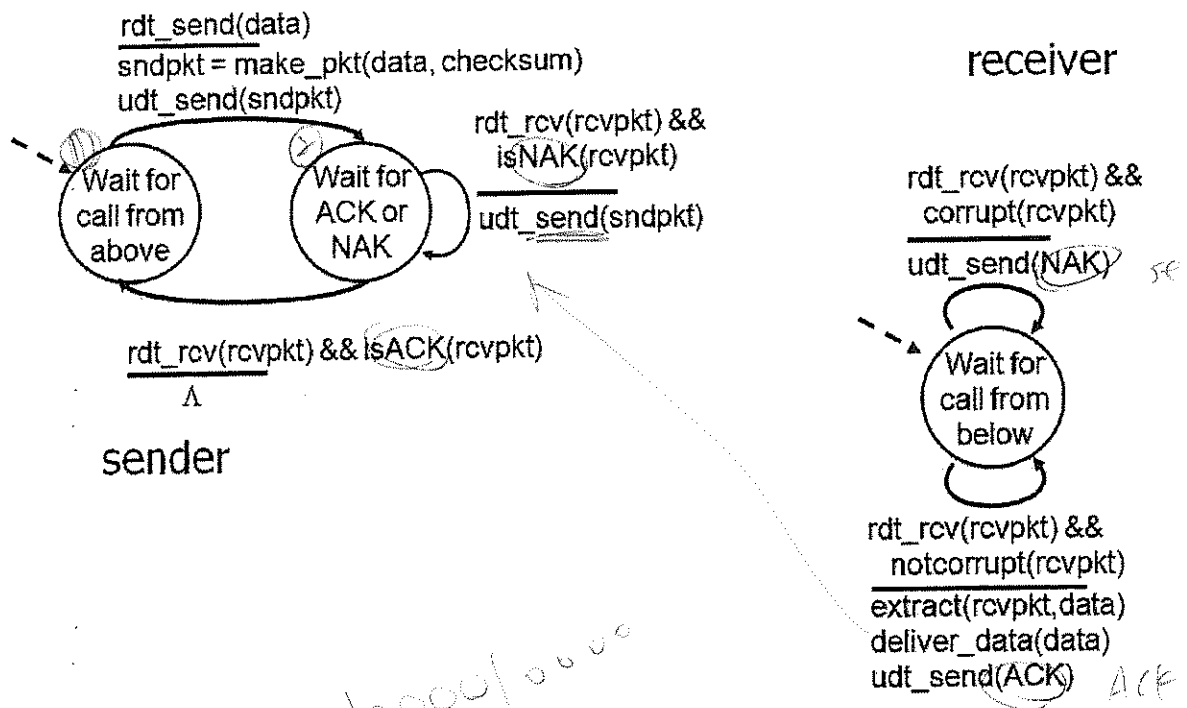 rdt_send(data)
sndpkt = make_pkt(data, checksum)
udt_send(sndpkt)
Wait for
call from
above
Wait for
ACK or
NAK
rdt_rcv(rcvpkt) &&
isNAK(rcvpkt)
udt_send(sndpkt)
rdt_rcv(rcvpkt) && isACK(rcvpkt)
Λ
sender
receiver
rdt_rcv(rcvpkt) &&
corrupt(rcvpkt)
udt_send(NAK)
Wait for
call from
below
rdt_rcv(rcvpkt) &&
notcorrupt(rcvpkt)
extract(rcvpkt,data)
deliver_data(data)
udt_send(ACK)